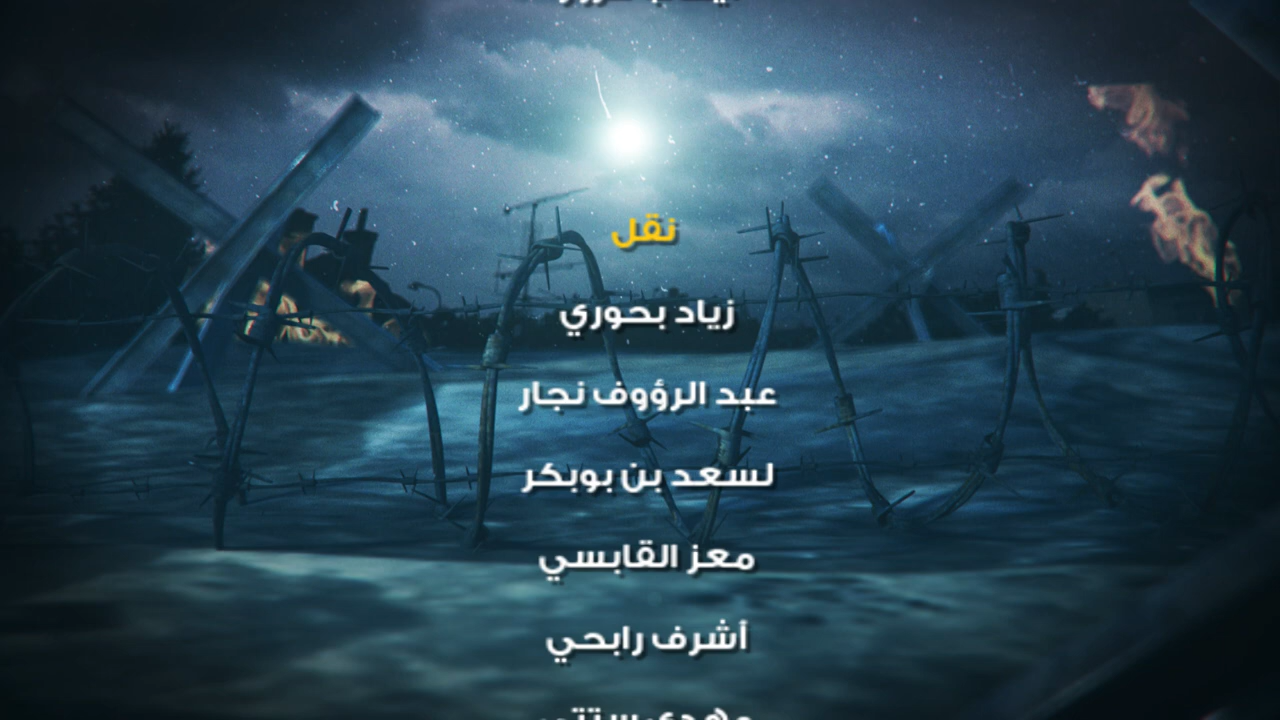 نقل
زياد بحوري
عبد الرؤوف نجار
لسعد بن بوبكر
معز القابسي
أشرف رابحي